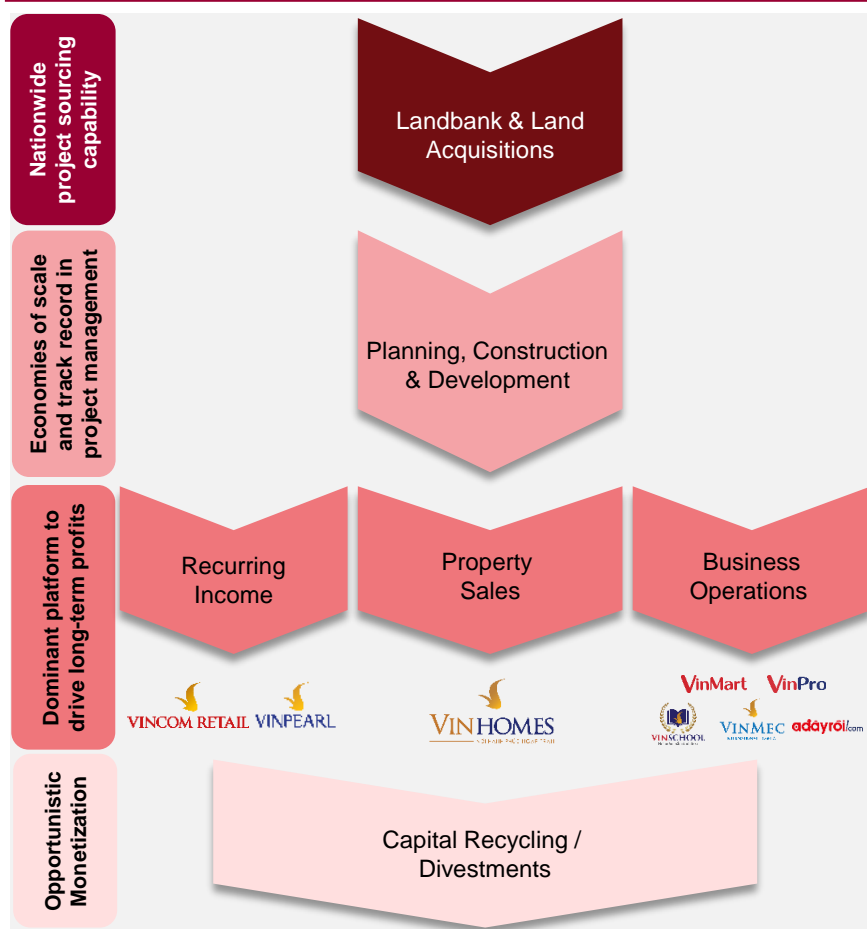 Nationwide
project sourcing
capability
Landbank & Land
Acquisitions
Economies of scale
and track record in
project management
Planning, Construction
& Development
Dominant platform to
drive long-term profits
Recurring
Income
Property
Sales
Business
Operations
VINCOM RETAIL
VINPEARL
VINHOMES
VinMart
VinPro
VINSCHOOL
VINMEC
adâyrôi!com
Opportunistic
Monetization
Capital Recycling /
Divestments